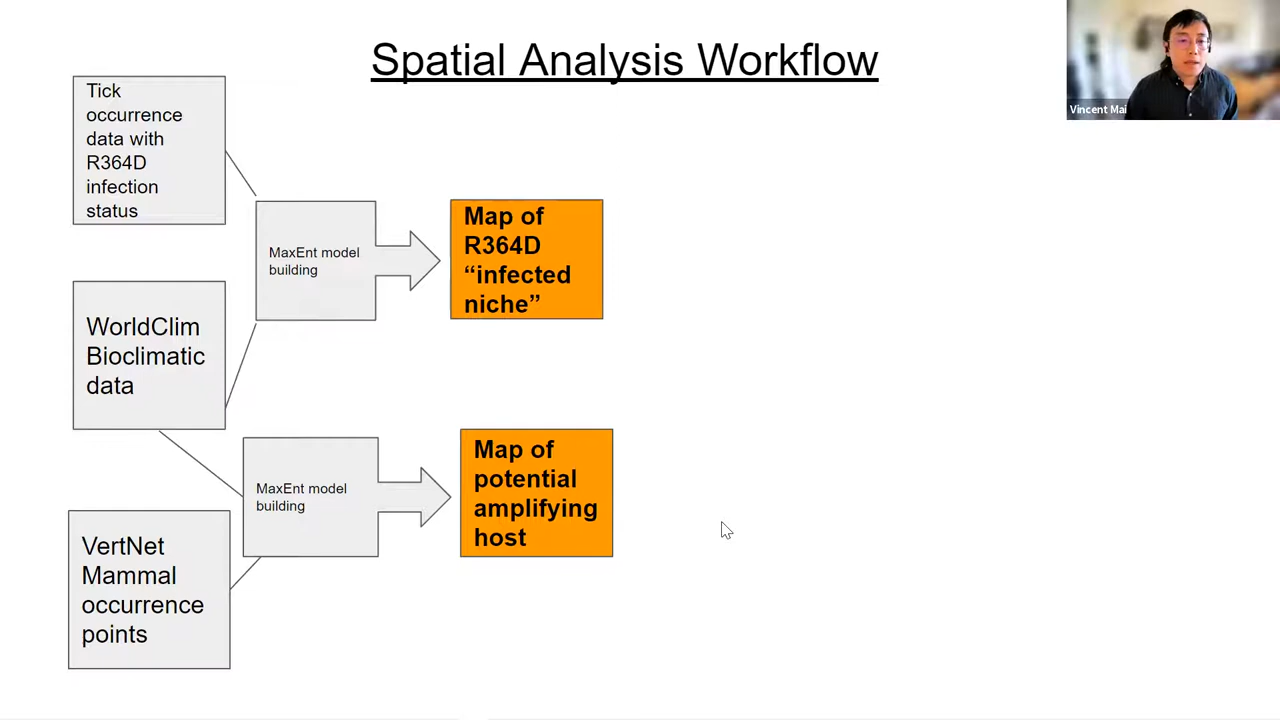 Spatial Analysis Workflow
Vincent Mai
Tick
occurrence
data with
R364D
infection
status
MaxEnt model
building
Map of
R364D
“infected
niche”
WorldClim
Bioclimatic
data
MaxEnt model
building
Map of
potential
amplifying
host
VertNet
Mammal
occurrence
points